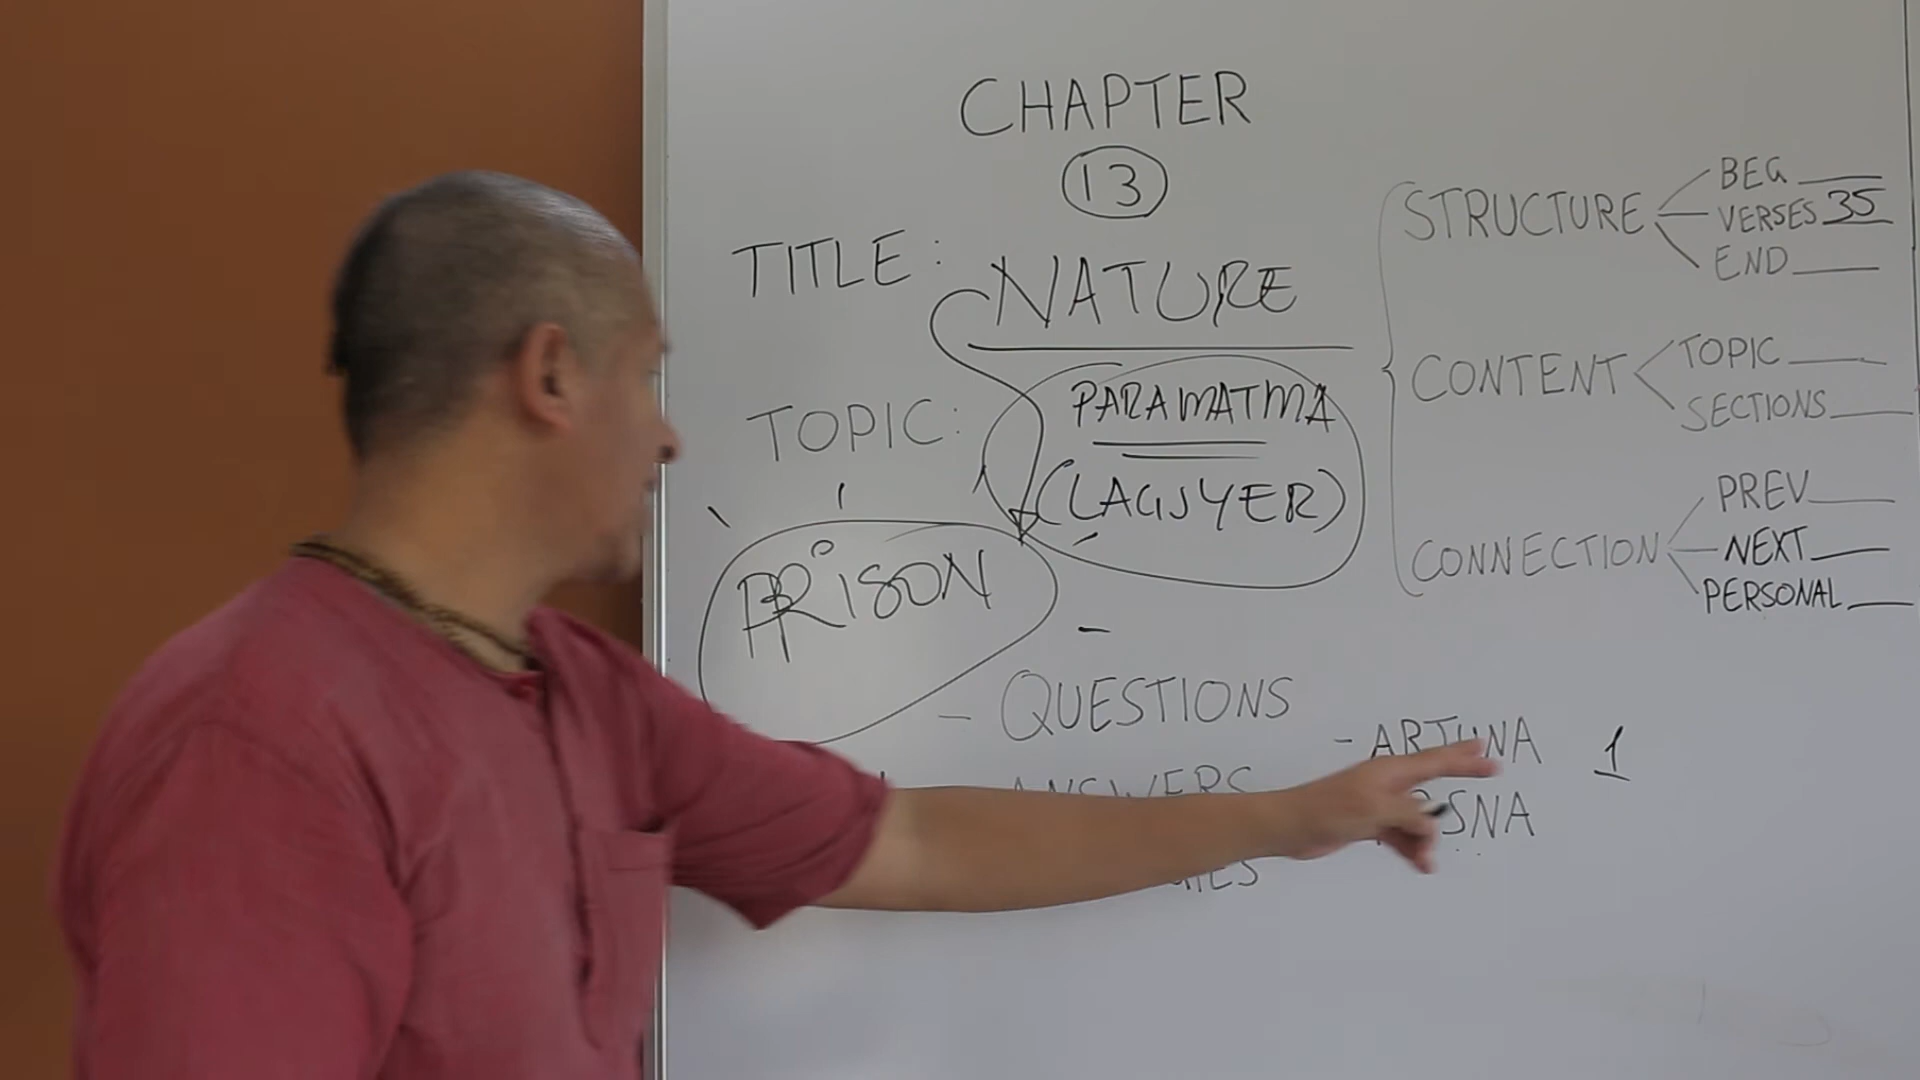 CHAPTER
13
TITLE: NATURE
TOPIC: PARAMATMA
(LAWYER)
PRISON
- QUESTIONS
ANSWERS
- ARJUNA 1
STRUCTURE
BEG
VERSES 35
END
CONTENT
TOPIC
SECTIONS
CONNECTION
PREV
NEXT
PERSONAL